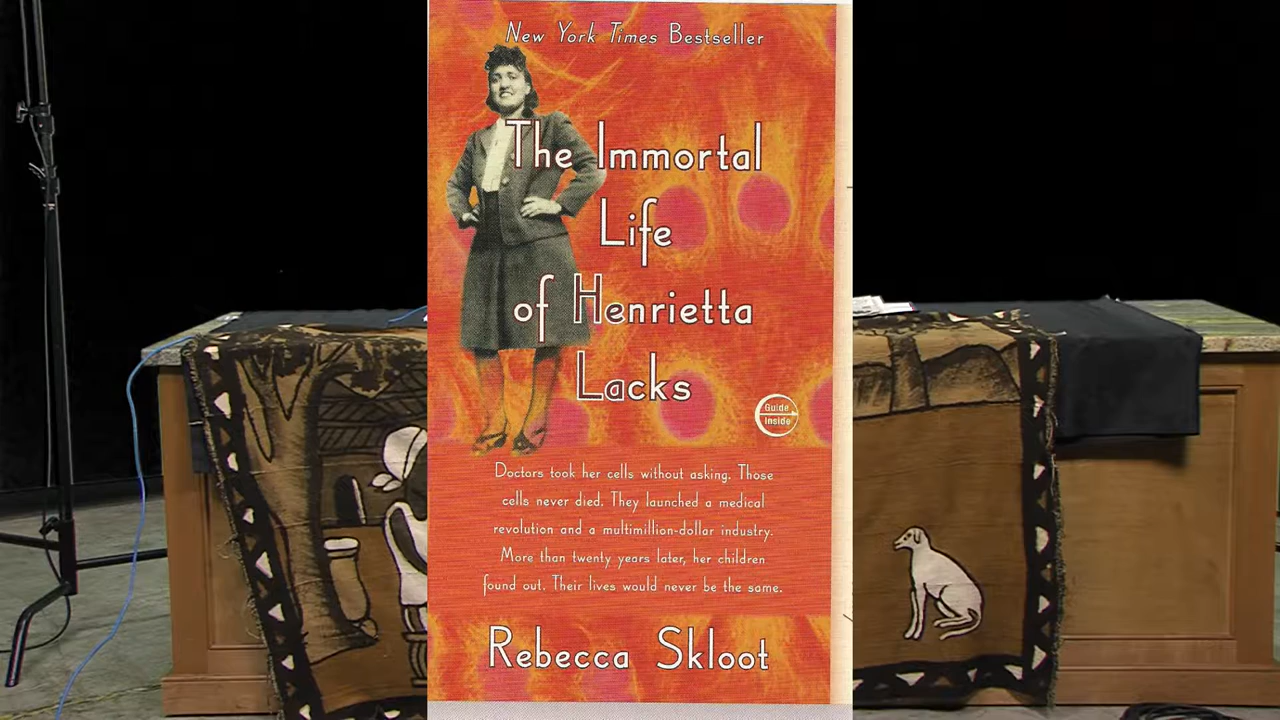 New York Times Bestseller
The Immortal
Life
of Henrietta
Lacks
Guide
Inside
Doctors took her cells without asking. Those
cells never died. They launched a medical
revolution and a multimillion-dollar industry.
More than twenty years later, her children
found out. Their lives would never be the same.
Rebecca Skloot